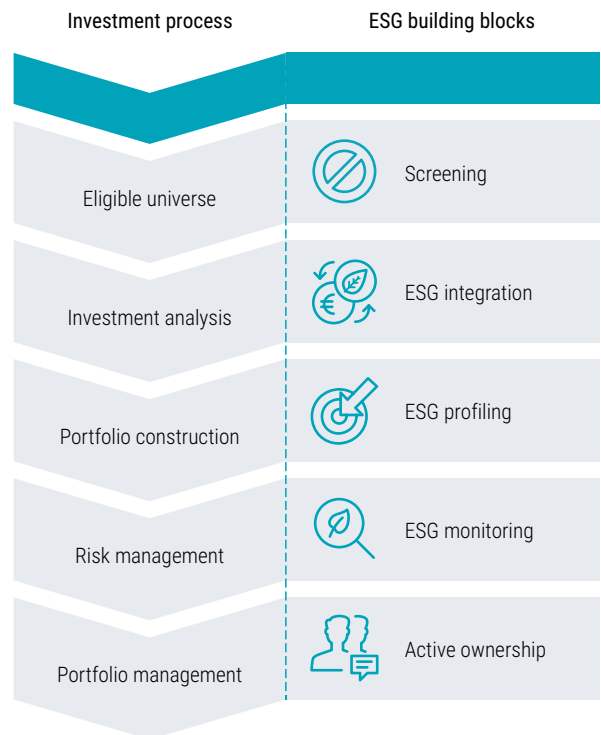 Investment process
ESG building blocks
Eligible universe
Screening
Investment analysis
ESG integration
€
Portfolio construction
ESG profiling
Risk management
ESG monitoring
Portfolio management
Active ownership